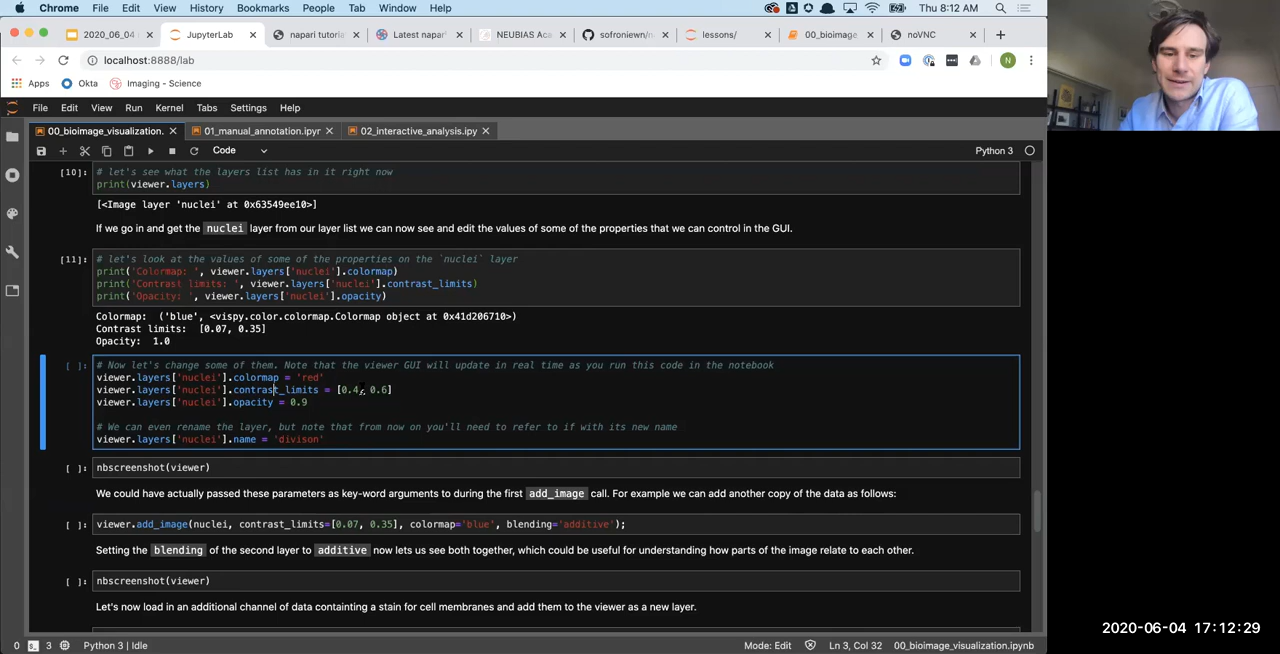 Chrome File Edit View History Bookmarks People Tab Window Help Thu 8:12 AM
2020_06_04 JupyterLab napari tutoria Latest napari NEUBIAS Aca sofroniewn/n lessons/ 00_bioimage noVNC
localhost:8888/lab N
Apps Okta Imaging - Science
File Edit View Run Kernel Tabs Settings Help
00_bioimage_visualization. 01_manual_annotation.ipyr 02_interactive_analysis.ipy
Code Python 3
[10]: # let's see what the layers list has in it right now
print(viewer.layers)
[<Image layer 'nuclei' at 0x63549ee10>]
If we go in and get the nuclei layer from our layer list we can now see and edit the values of some of the properties that we can control in the GUI.
[11]: # let's look at the values of some of the properties on the `nuclei` layer
print('Colormap: ', viewer.layers['nuclei'].colormap)
print('Contrast limits: ', viewer.layers['nuclei'].contrast_limits)
print('Opacity: ', viewer.layers['nuclei'].opacity)
Colormap: ('blue', <vispy.color.colormap.Colormap object at 0x41d206710>)
Contrast limits: [0.07, 0.35]
Opacity: 1.0
[ ]: # Now let's change some of them. Note that the viewer GUI will update in real time as you run this code in the notebook
viewer.layers['nuclei'].colormap = 'red'
viewer.layers['nuclei'].contrast_limits = [0.4, 0.6]
viewer.layers['nuclei'].opacity = 0.9
# We can even rename the layer, but note that from now on you'll need to refer to if with its new name
viewer.layers['nuclei'].name = 'divison'
[ ]: nbscreenshot(viewer)
We could have actually passed these parameters as key-word arguments to during the first add_image call. For example we can add another copy of the data as follows:
[ ]: viewer.add_image(nuclei, contrast_limits=[0.07, 0.35], colormap='blue', blending='additive');
Setting the blending of the second layer to additive now lets us see both together, which could be useful for understanding how parts of the image relate to each other.
[ ]: nbscreenshot(viewer)
Let's now load in an additional channel of data containting a stain for cell membranes and add them to the viewer as a new layer.
0 3 Python 3 | Idle Mode: Edit Ln 3, Col 32 00_bioimage_visualization.ipynb
2020-06-04 17:12:29